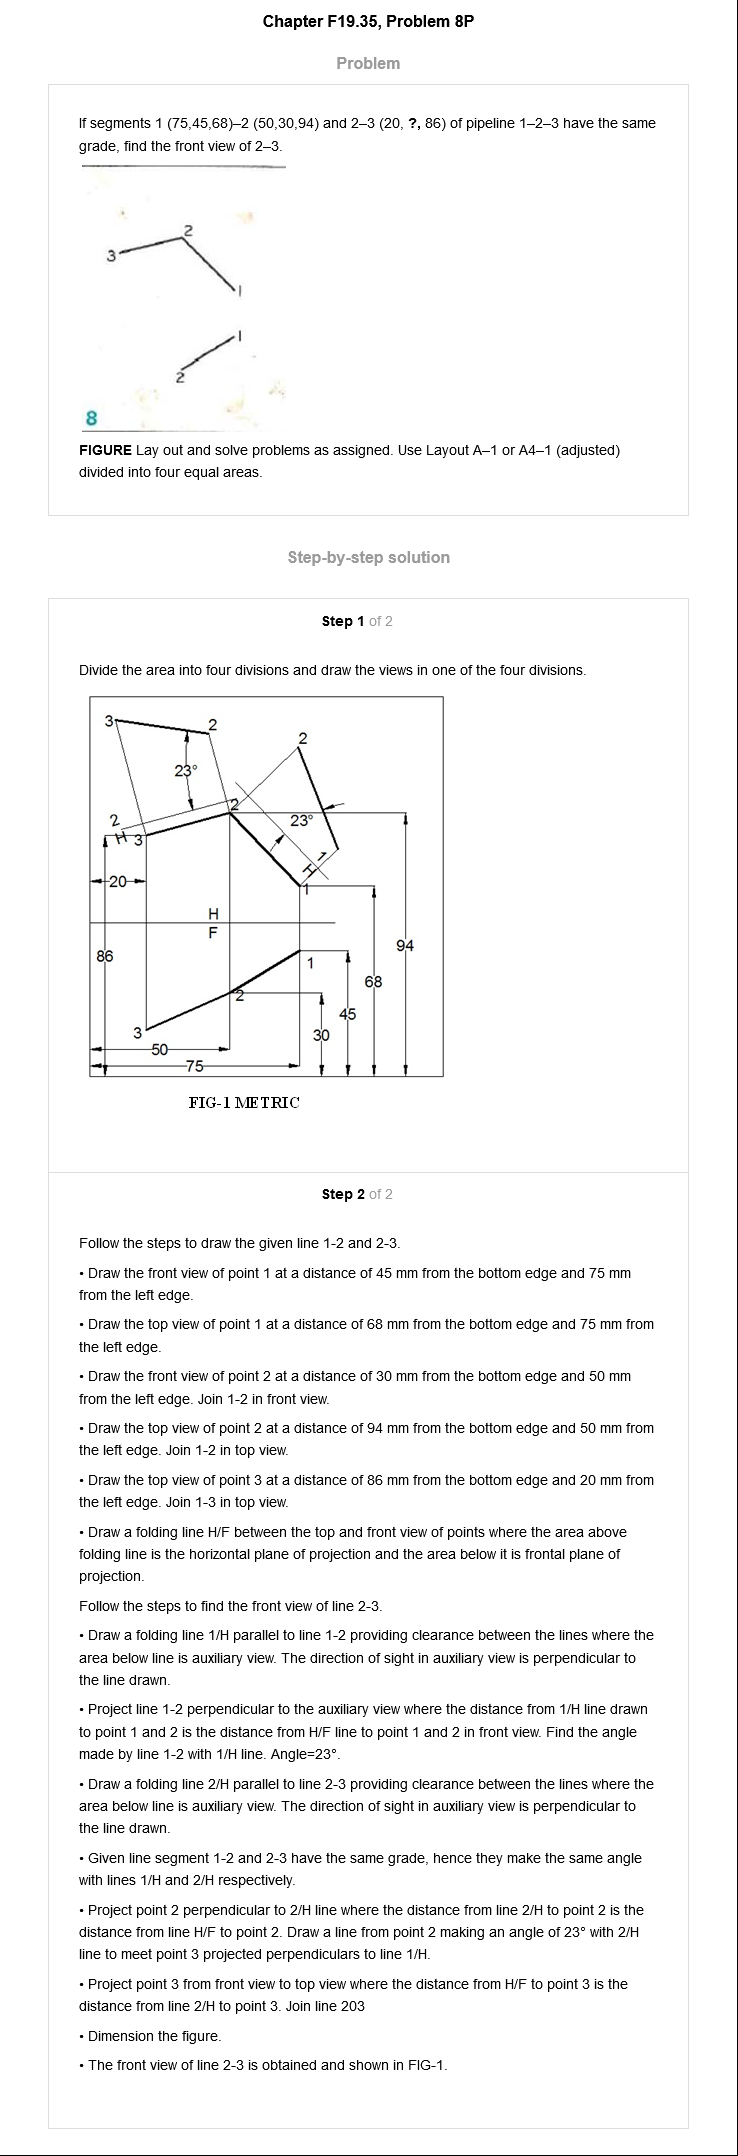 Chapter F19.35, Problem 8P
Problem
If segments 1 (75,45,68)–2 (50,30,94) and 2–3 (20, ?, 86) of pipeline 1–2–3 have the same
grade, find the front view of 2–3.
2
3
1
1
2
8
FIGURE Lay out and solve problems as assigned. Use Layout A–1 or A4–1 (adjusted)
divided into four equal areas.
Step-by-step solution
Step 1 of 2
Divide the area into four divisions and draw the views in one of the four divisions.
3
2
2
23°
2
2
H 3
23°
1
H
1
20
H
F
86
94
1
68
2
45
3
30
50
75
FIG-1 METRIC
Step 2 of 2
Follow the steps to draw the given line 1-2 and 2-3.
• Draw the front view of point 1 at a distance of 45 mm from the bottom edge and 75 mm
from the left edge.
• Draw the top view of point 1 at a distance of 68 mm from the bottom edge and 75 mm from
the left edge.
• Draw the front view of point 2 at a distance of 30 mm from the bottom edge and 50 mm
from the left edge. Join 1-2 in front view.
• Draw the top view of point 2 at a distance of 94 mm from the bottom edge and 50 mm from
the left edge. Join 1-2 in top view.
• Draw the top view of point 3 at a distance of 86 mm from the bottom edge and 20 mm from
the left edge. Join 1-3 in top view.
• Draw a folding line H/F between the top and front view of points where the area above
folding line is the horizontal plane of projection and the area below it is frontal plane of
projection.
Follow the steps to find the front view of line 2-3.
• Draw a folding line 1/H parallel to line 1-2 providing clearance between the lines where the
area below line is auxiliary view. The direction of sight in auxiliary view is perpendicular to
the line drawn.
• Project line 1-2 perpendicular to the auxiliary view where the distance from 1/H line drawn
to point 1 and 2 is the distance from H/F line to point 1 and 2 in front view. Find the angle
made by line 1-2 with 1/H line. Angle=23°.
• Draw a folding line 2/H parallel to line 2-3 providing clearance between the lines where the
area below line is auxiliary view. The direction of sight in auxiliary view is perpendicular to
the line drawn.
• Given line segment 1-2 and 2-3 have the same grade, hence they make the same angle
with lines 1/H and 2/H respectively.
• Project point 2 perpendicular to 2/H line where the distance from line 2/H to point 2 is the
distance from line H/F to point 2. Draw a line from point 2 making an angle of 23° with 2/H
line to meet point 3 projected perpendiculars to line 1/H.
• Project point 3 from front view to top view where the distance from H/F to point 3 is the
distance from line 2/H to point 3. Join line 203
• Dimension the figure.
• The front view of line 2-3 is obtained and shown in FIG-1.